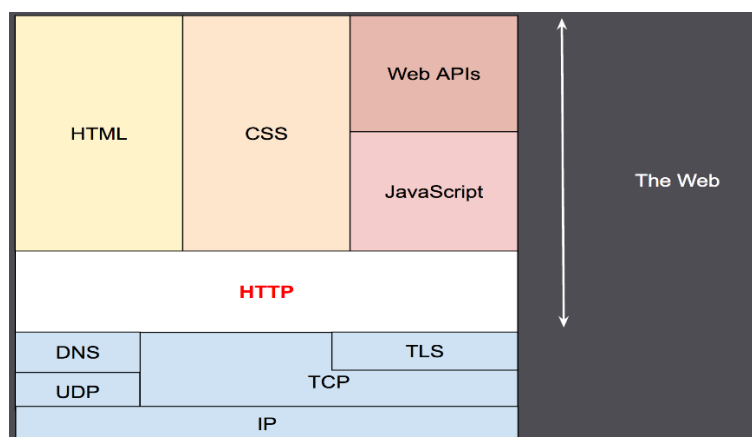 HTML
CSS
Web APIs
JavaScript
The Web
HTTP
DNS
TLS
UDP
TCP
IP